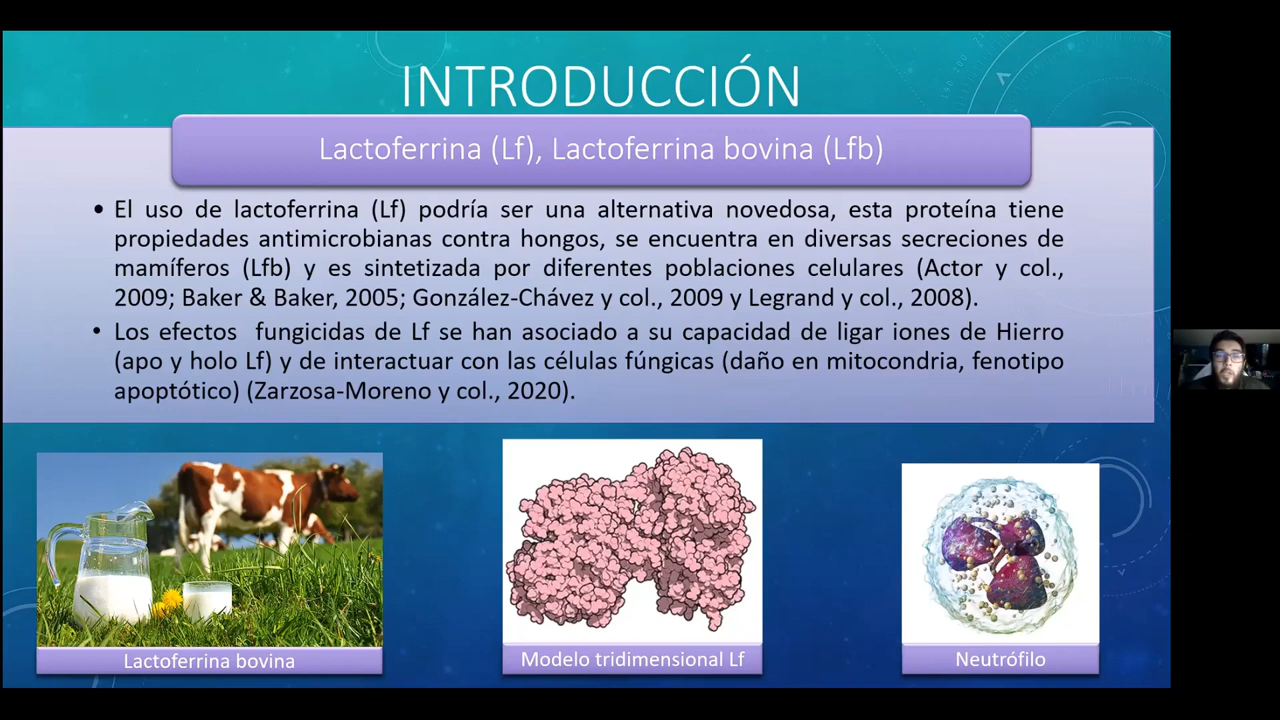 INTRODUCCIÓN
Lactoferrina (Lf), Lactoferrina bovina (Lfb)
• El uso de lactoferrina (Lf) podría ser una alternativa novedosa, esta proteína tiene
propiedades antimicrobianas contra hongos, se encuentra en diversas secreciones de
mamíferos (Lfb) y es sintetizada por diferentes poblaciones celulares (Actor y col.,
2009; Baker & Baker, 2005; González-Chávez y col., 2009 y Legrand y col., 2008).
• Los efectos fungicidas de Lf se han asociado a su capacidad de ligar iones de Hierro
(apo y holo Lf) y de interactuar con las células fúngicas (daño en mitocondria, fenotipo
apoptótico) (Zarzosa-Moreno y col., 2020).
Lactoferrina bovina
Modelo tridimensional Lf
Neutrófilo